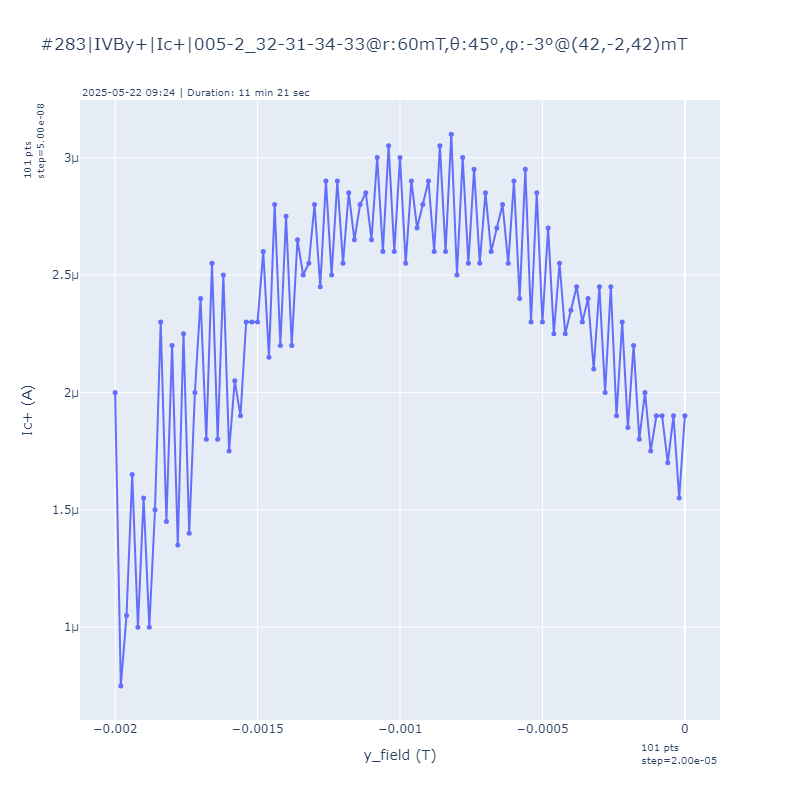 #283|IVBy+|Ic+|005-2_32-31-34-33@r:60mT,θ:45°,φ:-3°@(42,-2,42)mT
2025-05-22 09:24 | Duration: 11 min 21 sec
101 pts
step=5.00e-08
3μ
2.5μ
2μ
1.5μ
1μ
Ic+ (A)
−0.002
−0.0015
−0.001
−0.0005
0
y_field (T)
101 pts
step=2.00e-05